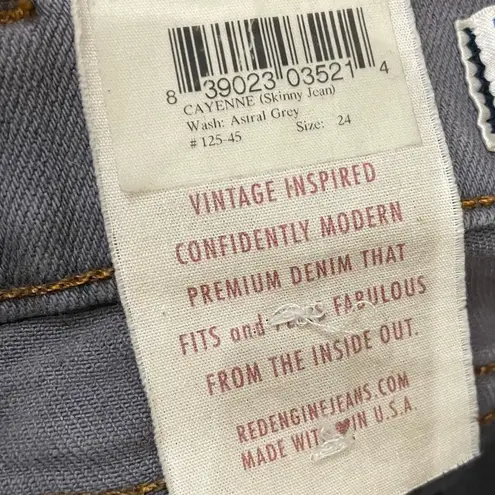 8 39023 03521 4
CAYENNE (Skinny Jean)
Wash: Astral Grey
# 125-45 Size: 24
VINTAGE INSPIRED
CONFIDENTLY MODERN
PREMIUM DENIM THAT
FITS and FABULOUS
FROM THE INSIDE OUT.
REDENGINEJEANS.COM
MADE WITH ♥ IN U.S.A.